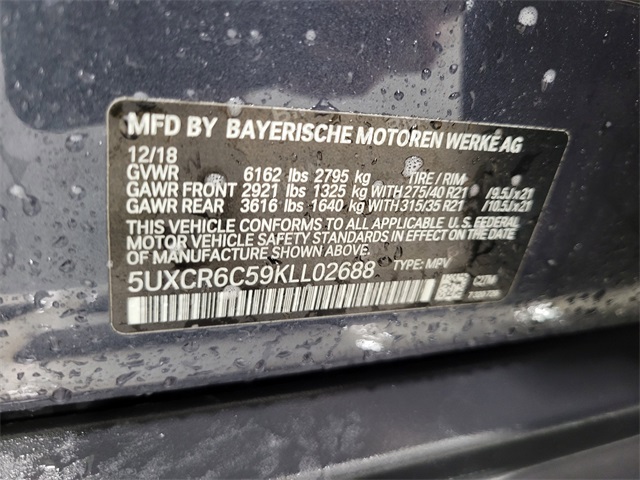 MFD BY BAYERISCHE MOTOREN WERKE AG
12/18
GVWR 6162 lbs 2795 kg TIRE / RIM
GAWR FRONT 2921 lbs 1325 kg WITH 275/40 R21 /9.5Jx21
GAWR REAR 3616 lbs 1640 kg WITH 315/35 R21 /10.5Jx21
THIS VEHICLE CONFORMS TO ALL APPLICABLE U.S. FEDERAL
MOTOR VEHICLE SAFETY STANDARDS IN EFFECT ON THE DATE
OF MANUFACTURE SHOWN ABOVE.
5UXCR6C59KLL02688 TYPE: MPV